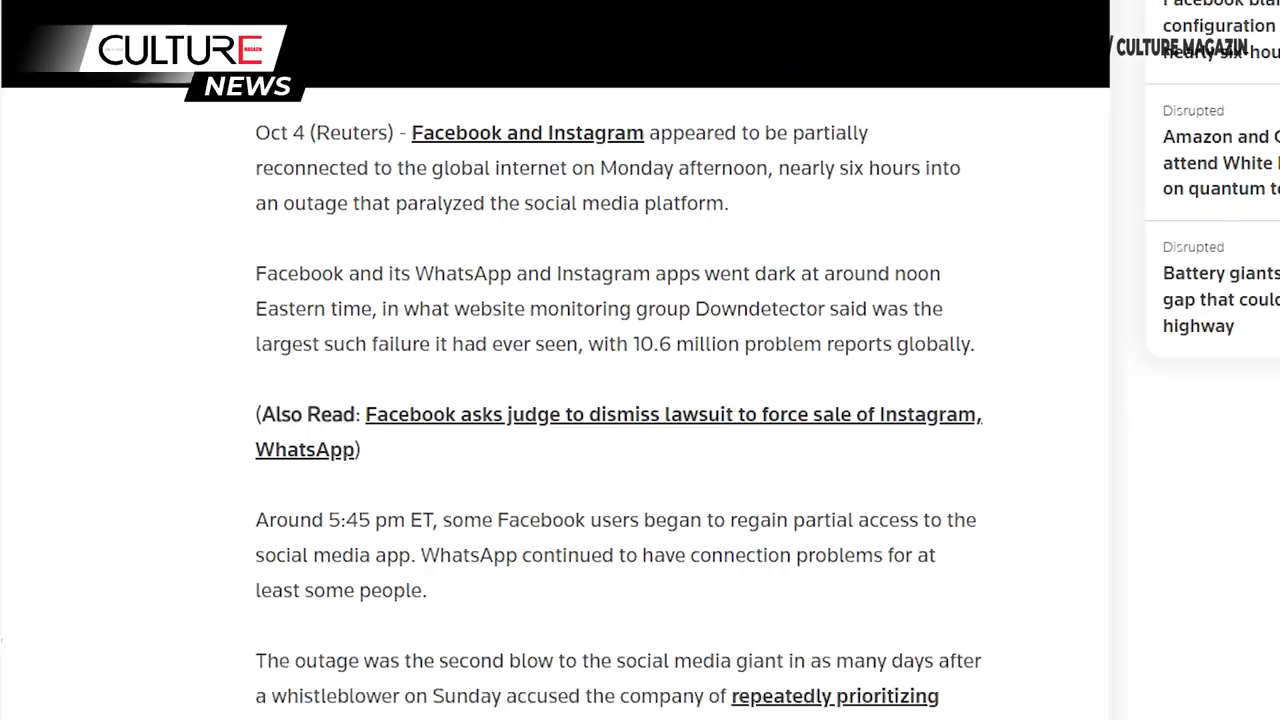 CULTURE
MAGAZIN
NEWS
/ CULTURE MAGAZIN
Oct 4 (Reuters) - Facebook and Instagram appeared to be partially
reconnected to the global internet on Monday afternoon, nearly six hours into
an outage that paralyzed the social media platform.
Facebook and its WhatsApp and Instagram apps went dark at around noon
Eastern time, in what website monitoring group Downdetector said was the
largest such failure it had ever seen, with 10.6 million problem reports globally.
(Also Read: Facebook asks judge to dismiss lawsuit to force sale of Instagram,
WhatsApp)
Around 5:45 pm ET, some Facebook users began to regain partial access to the
social media app. WhatsApp continued to have connection problems for at
least some people.
The outage was the second blow to the social media giant in as many days after
a whistleblower on Sunday accused the company of repeatedly prioritizing
Facebook
configuration
nearly six-hou
Disrupted
Amazon and
attend White
on quantum
Disrupted
Battery giants
gap that coul
highway